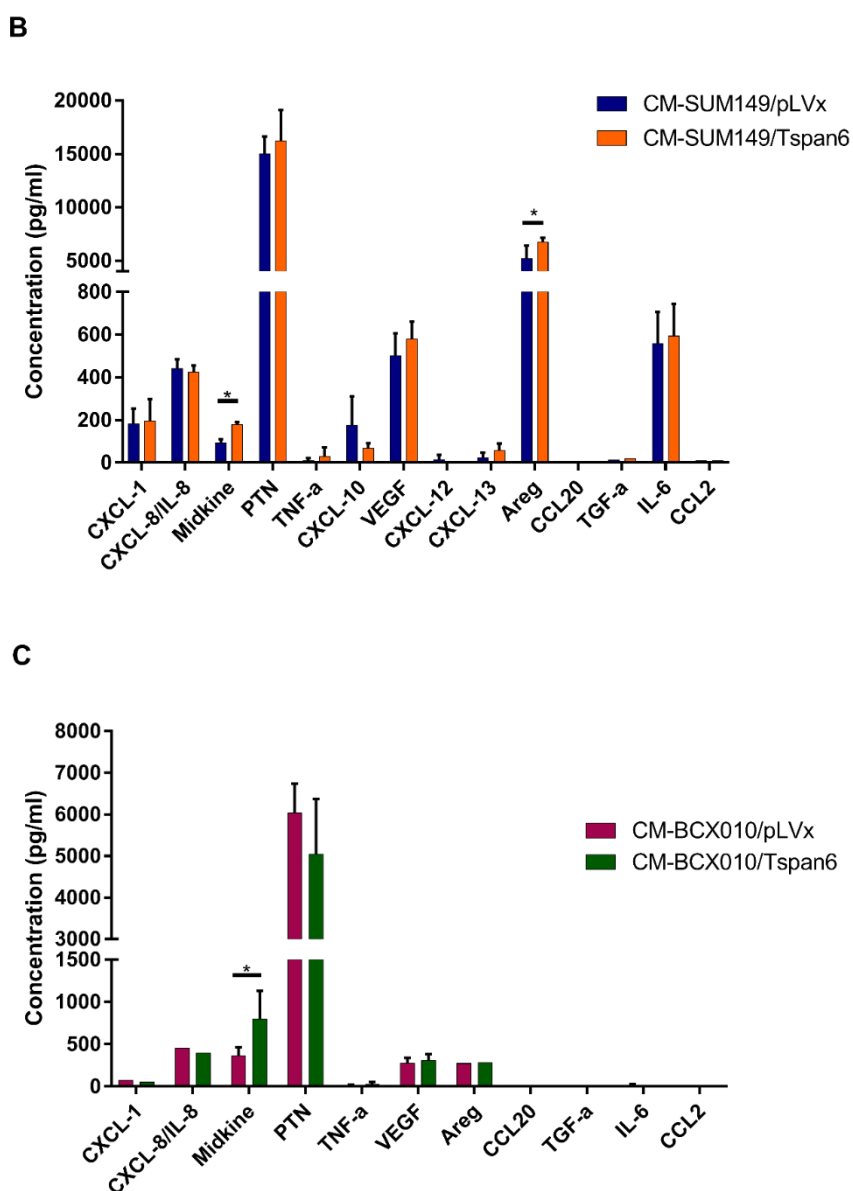 B
CM-SUM149/pLVx
CM-SUM149/Tspan6
Concentration (pg/ml)
20000
15000
10000
5000
800
600
400
200
0
*
*
CXCL-1
CXCL-8/IL-8
Midkine
PTN
TNF-a
CXCL-10
VEGF
CXCL-12
CXCL-13
Areg
CCL20
TGF-a
IL-6
CCL2
C
CM-BCX010/pLVx
CM-BCX010/Tspan6
Concentration (pg/ml)
8000
7000
6000
5000
4000
3000
1500
1000
500
0
*
CXCL-1
CXCL-8/IL-8
Midkine
PTN
TNF-a
VEGF
Areg
CCL20
TGF-a
IL-6
CCL2